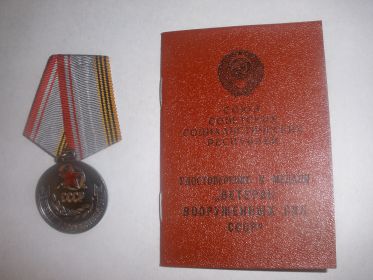 СССР
СОЮЗ
СОВЕТСКИХ
СОЦИАЛИСТИЧЕСКИХ
РЕСПУБЛИК
УДОСТОВЕРЕНИЕ К МЕДАЛИ
„ВЕТЕРАН
ВООРУЖЕННЫХ СИЛ
СССР"